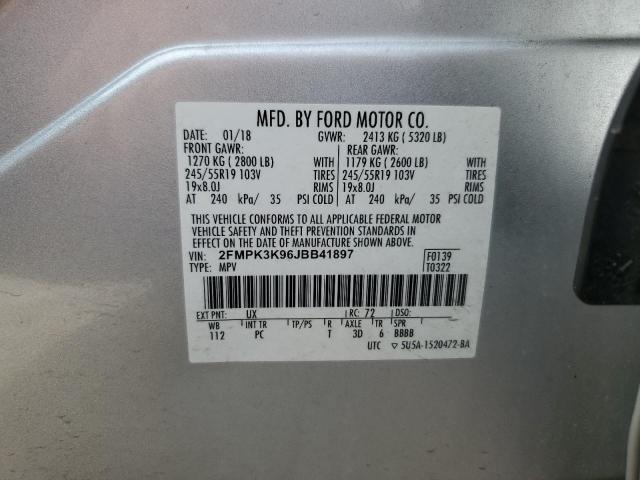 MFD. BY FORD MOTOR CO.
DATE: 01/18 GVWR: 2413 KG ( 5320 LB)
FRONT GAWR: REAR GAWR:
1270 KG ( 2800 LB) WITH 1179 KG ( 2600 LB) WITH
245/55R19 103V TIRES 245/55R19 103V TIRES
19x8.0J RIMS 19x8.0J RIMS
AT 240 kPa/ 35 PSI COLD AT 240 kPa/ 35 PSI COLD
THIS VEHICLE CONFORMS TO ALL APPLICABLE FEDERAL MOTOR
VEHICLE SAFETY AND THEFT PREVENTION STANDARDS
IN EFFECT ON THE DATE OF MANUFACTURE SHOWN ABOVE.
VIN: 2FMPK3K96JBB41897 F0139
TYPE: MPV T0322
EXT PNT: UX RC: 72 DSO:
WB INT TR TP/PS R AXLE TR SPR
112 PC T 3D 6 BBBB
UTC ▽ 5U5A-1520472-BA